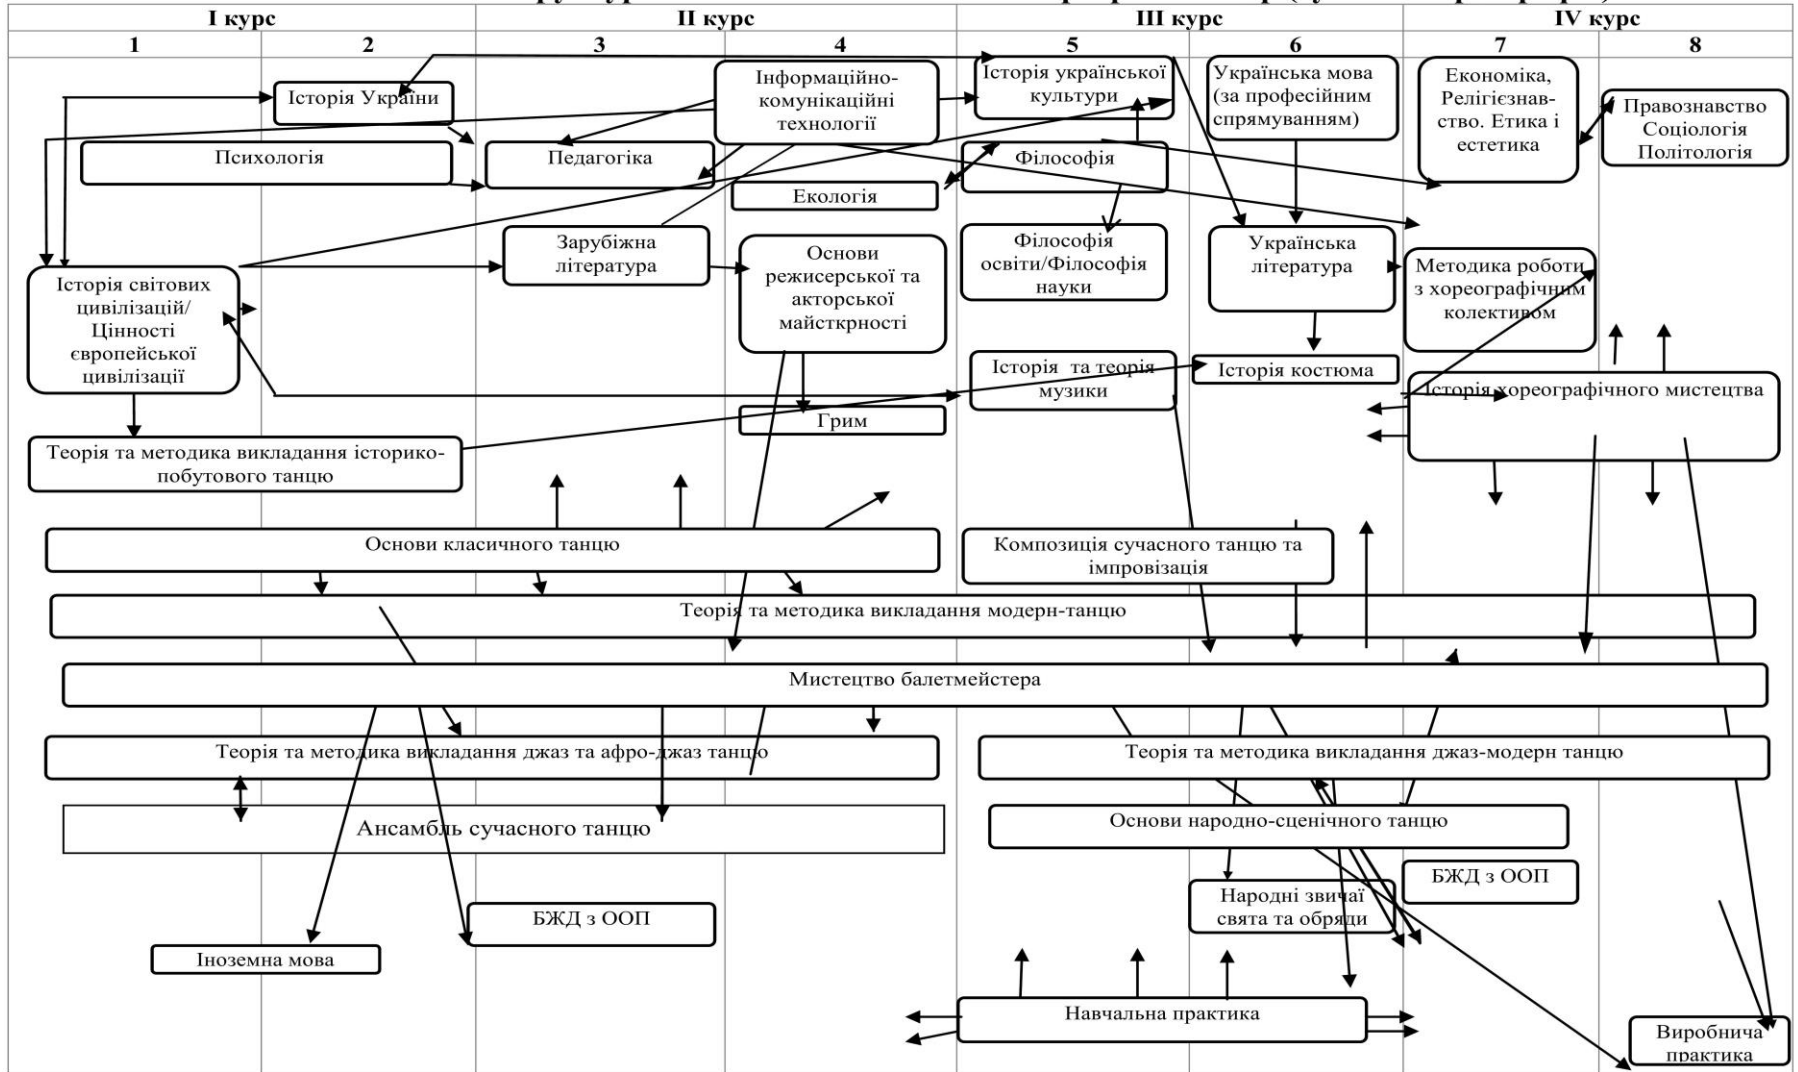 І курс
ІІ курс
ІІІ курс
IV курс
1
2
3
4
5
6
7
8
Історія України
Інформаційно-
комунікаційні
технології
Історія української
культури
Українська мова
(за професійним
спрямуванням)
Економіка,
Релігієзнав-
ство. Етика і
естетика
Правознавство
Соціологія
Політологія
Психологія
Педагогіка
Філософія
Екологія
Зарубіжна
література
Основи
режисерської та
акторської
майсткрності
Філософія
освіти/Філософія
науки
Українська
література
Методика роботи
з хореографічним
колективом
Історія світових
цивілізацій/
Цінності
європейської
цивілізації
Історія та теорія
музики
Історія костюма
Історія хореографічного мистецтва
Грим
Теорія та методика викладання історико-
побутового танцю
Основи класичного танцю
Композиція сучасного танцю та
імпровізація
Теорія та методика викладання модерн-танцю
Мистецтво балетмейстера
Теорія та методика викладання джаз та афро-джаз танцю
Теорія та методика викладання джаз-модерн танцю
Ансамбль сучасного танцю
Основи народно-сценічного танцю
БЖД з ООП
Народні звичаї
свята та обряди
БЖД з ООП
Іноземна мова
Навчальна практика
Виробнича
практика